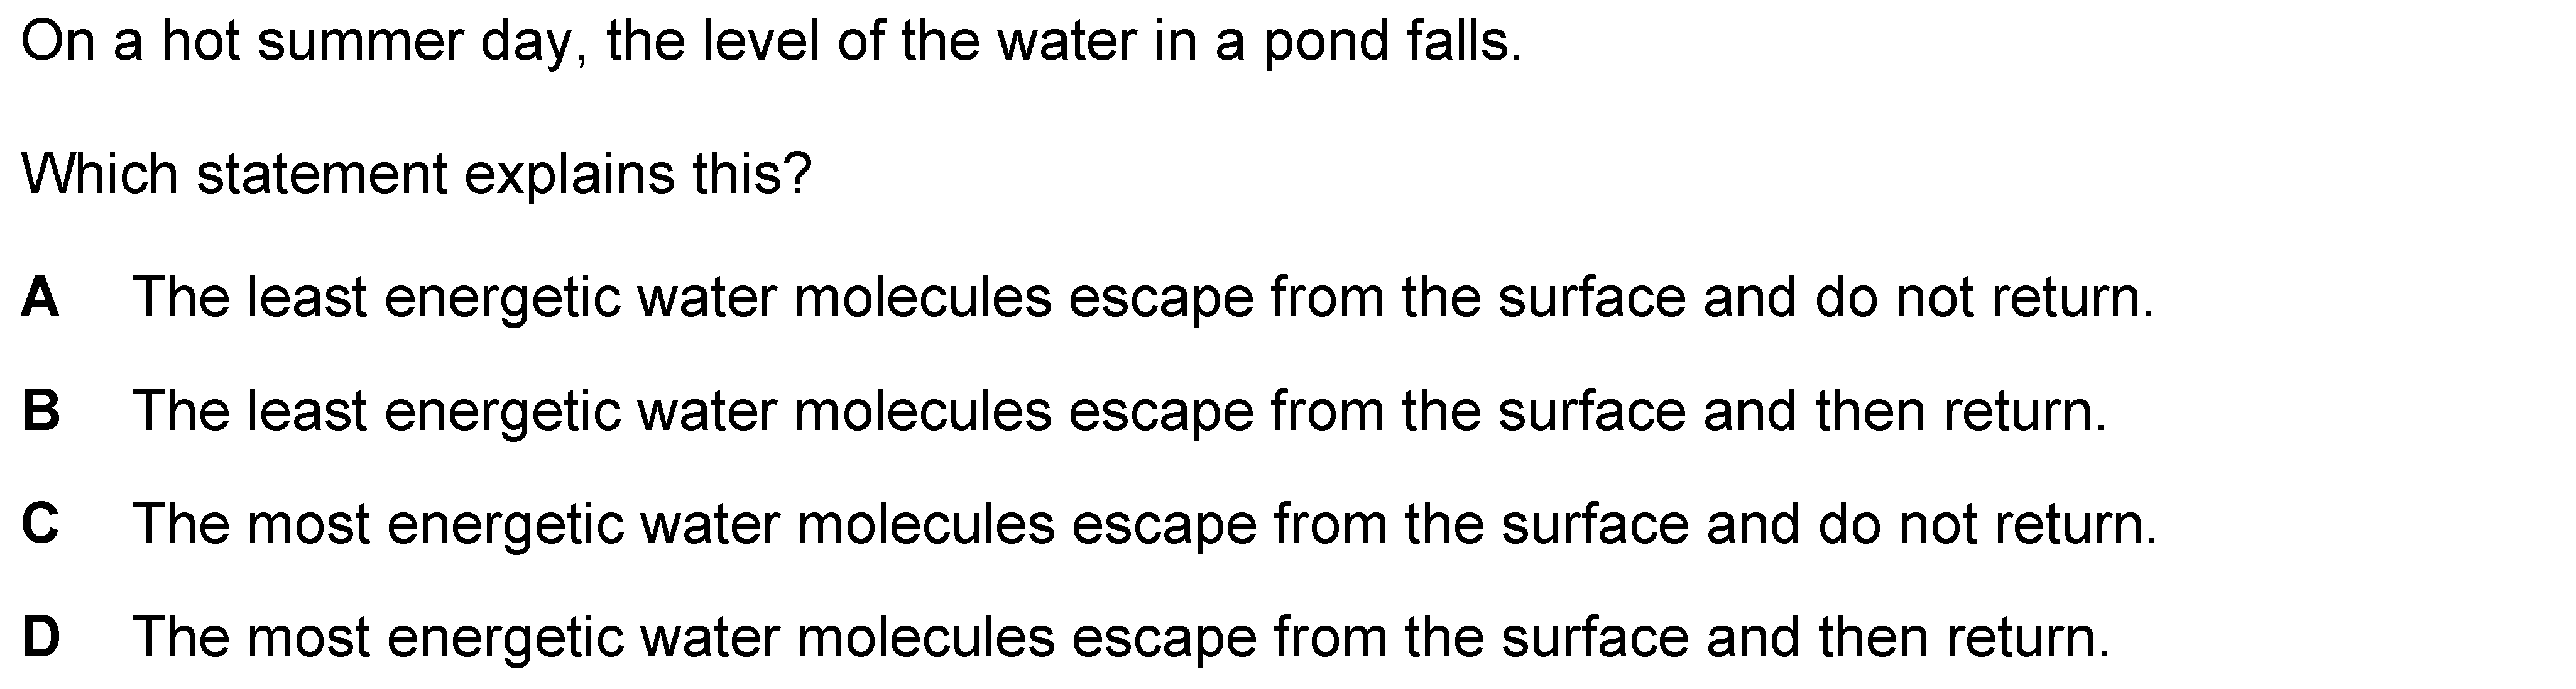 On a hot summer day, the level of the water in a pond falls.
Which statement explains this?
A The least energetic water molecules escape from the surface and do not return.
B The least energetic water molecules escape from the surface and then return.
C The most energetic water molecules escape from the surface and do not return.
D The most energetic water molecules escape from the surface and then return.